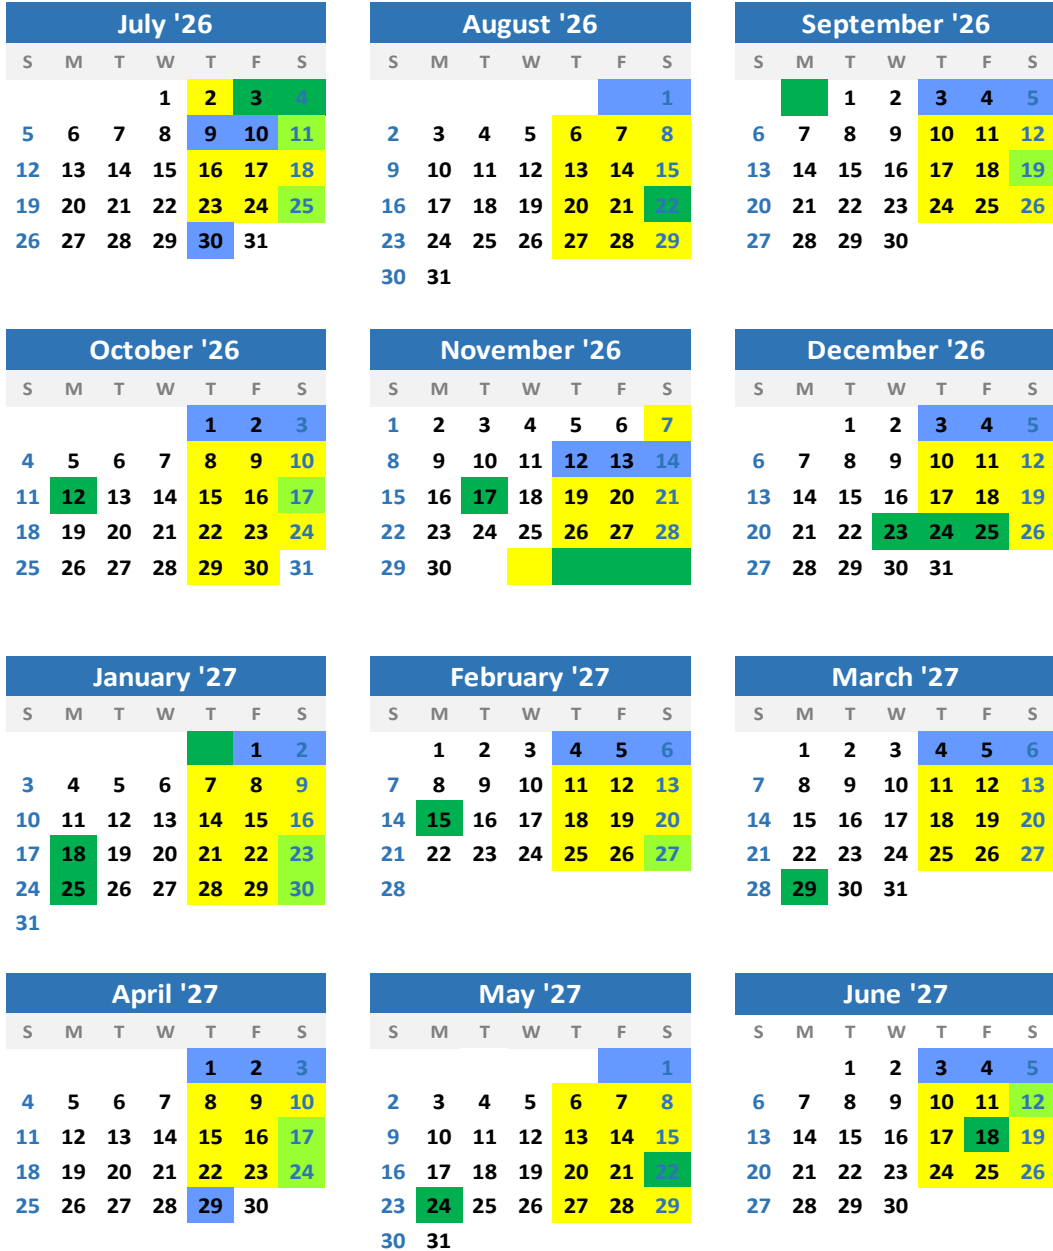 July '26
S M T W T F S
1 2 3 4
5 6 7 8 9 10 11
12 13 14 15 16 17 18
19 20 21 22 23 24 25
26 27 28 29 30 31
August '26
S M T W T F S
1
2 3 4 5 6 7 8
9 10 11 12 13 14 15
16 17 18 19 20 21 22
23 24 25 26 27 28 29
30 31
September '26
S M T W T F S
1 2 3 4 5
6 7 8 9 10 11 12
13 14 15 16 17 18 19
20 21 22 23 24 25 26
27 28 29 30
October '26
S M T W T F S
1 2 3
4 5 6 7 8 9 10
11 12 13 14 15 16 17
18 19 20 21 22 23 24
25 26 27 28 29 30 31
November '26
S M T W T F S
1 2 3 4 5 6 7
8 9 10 11 12 13 14
15 16 17 18 19 20 21
22 23 24 25 26 27 28
29 30
December '26
S M T W T F S
1 2 3 4 5
6 7 8 9 10 11 12
13 14 15 16 17 18 19
20 21 22 23 24 25 26
27 28 29 30 31
January '27
S M T W T F S
1 2
3 4 5 6 7 8 9
10 11 12 13 14 15 16
17 18 19 20 21 22 23
24 25 26 27 28 29 30
31
February '27
S M T W T F S
1 2 3 4 5 6
7 8 9 10 11 12 13
14 15 16 17 18 19 20
21 22 23 24 25 26 27
28
March '27
S M T W T F S
1 2 3 4 5 6
7 8 9 10 11 12 13
14 15 16 17 18 19 20
21 22 23 24 25 26 27
28 29 30 31
April '27
S M T W T F S
1 2 3
4 5 6 7 8 9 10
11 12 13 14 15 16 17
18 19 20 21 22 23 24
25 26 27 28 29 30
May '27
S M T W T F S
1
2 3 4 5 6 7 8
9 10 11 12 13 14 15
16 17 18 19 20 21 22
23 24 25 26 27 28 29
30 31
June '27
S M T W T F S
1 2 3 4 5
6 7 8 9 10 11 12
13 14 15 16 17 18 19
20 21 22 23 24 25 26
27 28 29 30